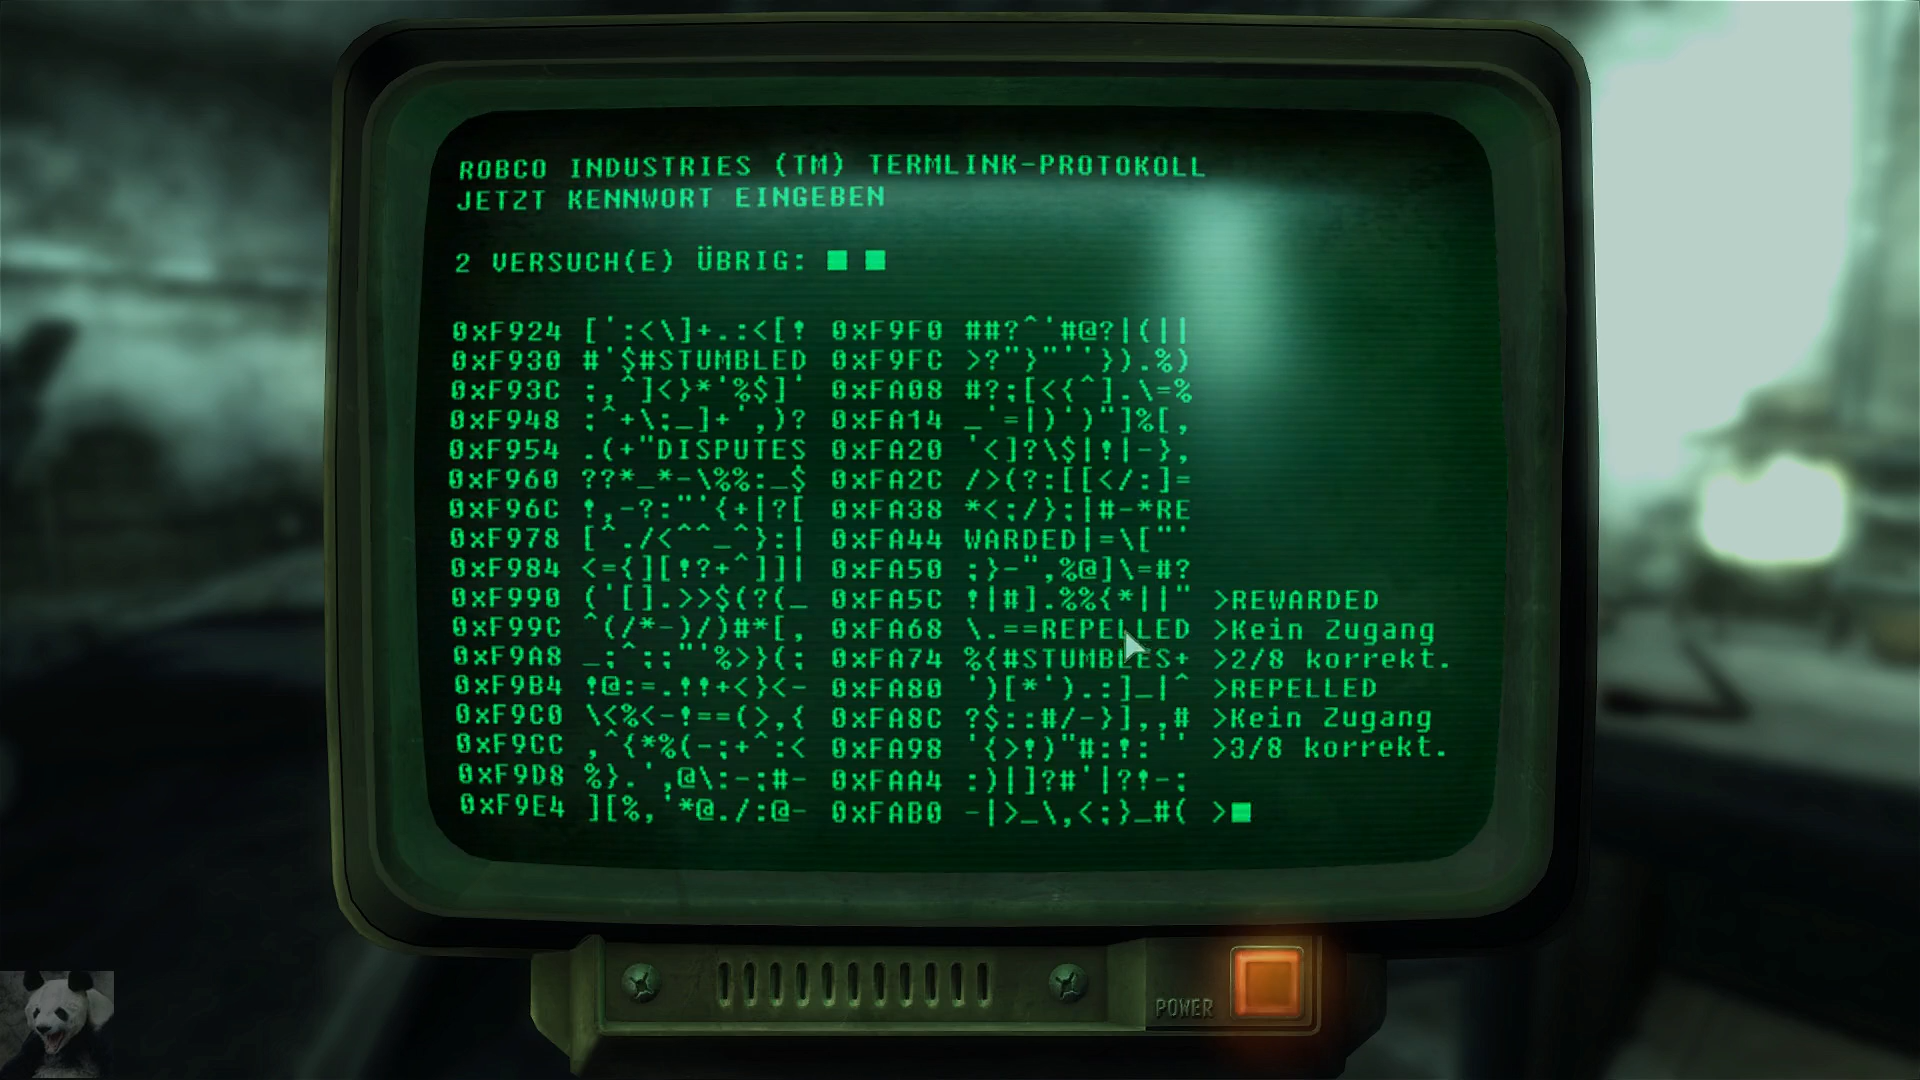 ROBCO INDUSTRIES (TM) TERMLINK-PROTOKOLL
JETZT KENNWORT EINGEBEN
2 VERSUCH(E) ÜBRIG: ■ ■
0xF924 [':<\]+.:<[! 0xF9F0 ##?^'#@?|(||
0xF930 #'$#STUMBLED 0xF9FC >?"}"''}).%)
0xF93C :,^]<}*'%$]' 0xFA08 #?;[<{^].\=%
0xF948 :^+\;_]+',)? 0xFA14 _'=|)')"]%[,
0xF954 .(+"DISPUTES 0xFA20 '<]?\$|!|-},
0xF960 ??*_*-\%%:_$ 0xFA2C />(?:[[</:]=
0xF96C !,-?:"'{+|?[ 0xFA38 *<;/};|#-*RE
0xF978 [^./<^^_^}:| 0xFA44 WARDED|=\["'
0xF984 <={][!?+^]]| 0xFA50 ;}-",%@]\=#?
0xF990 ('[].>>$(?(_ 0xFA5C !|#].%%{*||" >REWARDED
0xF99C ^(/*-)/)#*[, 0xFA68 \.==REPELLED >Kein Zugang
0xF9A8 _;^;;"'%>}(; 0xFA74 %{#STUMBLES+ >2/8 korrekt.
0xF9B4 !@:=.!!+<}<- 0xFA80 ')[*').:]_|^ >REPELLED
0xF9C0 \<%<-!==(>,{ 0xFA8C ?$::#/-}],,# >Kein Zugang
0xF9CC ,^{*%(-;+^:< 0xFA98 '{>!)"#:!:'' >3/8 korrekt.
0xF9D8 %}.',@\:-;#- 0xFAA4 :)|]?#'|?!-;
0xF9E4 ][%,'*@./:@- 0xFAB0 -|>_\,<:}_#( >■
POWER